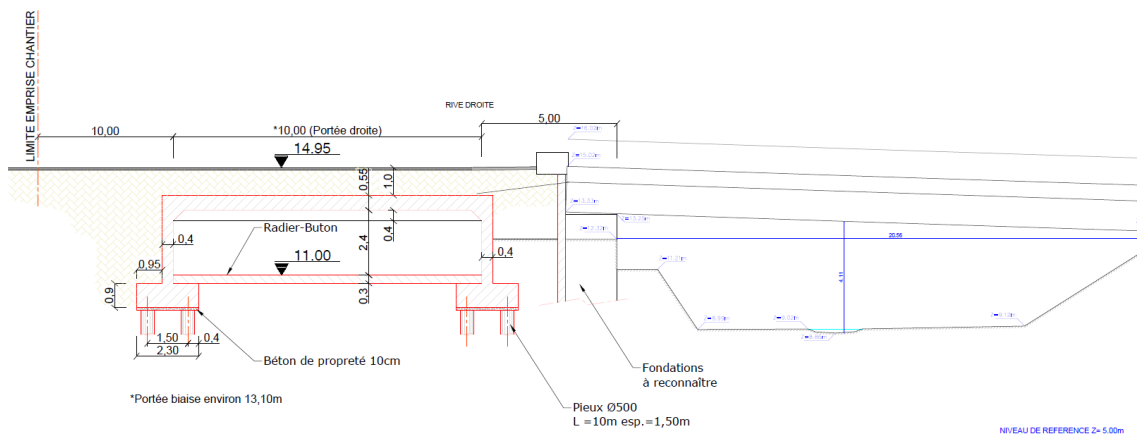 LIMITE EMPRISE CHANTIER
RIVE DROITE
10,00
*10,00 (Portée droite)
5,00
14.95
0,55
1,0
Z=15.00m
Radier-Buton
0,4
2,4
0,4
0,4
11.00
0,95
0,9
0,3
20,56
4,11
1,50
0,4
2,30
Béton de propreté 10cm
*Portée biaise environ 13,10m
Fondations
à reconnaître
Pieux Ø500
L =10m esp.=1,50m
NIVEAU DE REFERENCE Z= 5.00m